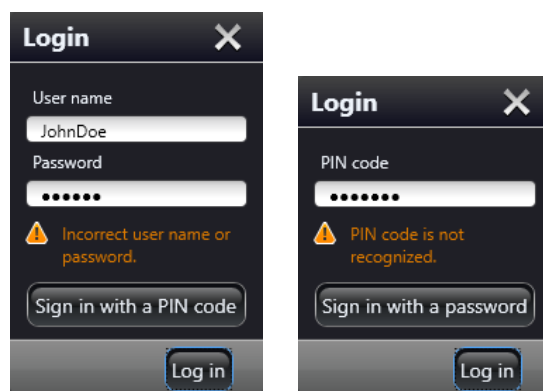 Login
User name
JohnDoe
Password
••••••
Incorrect user name or
password.
Sign in with a PIN code
Log in
Login
PIN code
•••••••
PIN code is not
recognized.
Sign in with a password
Log in